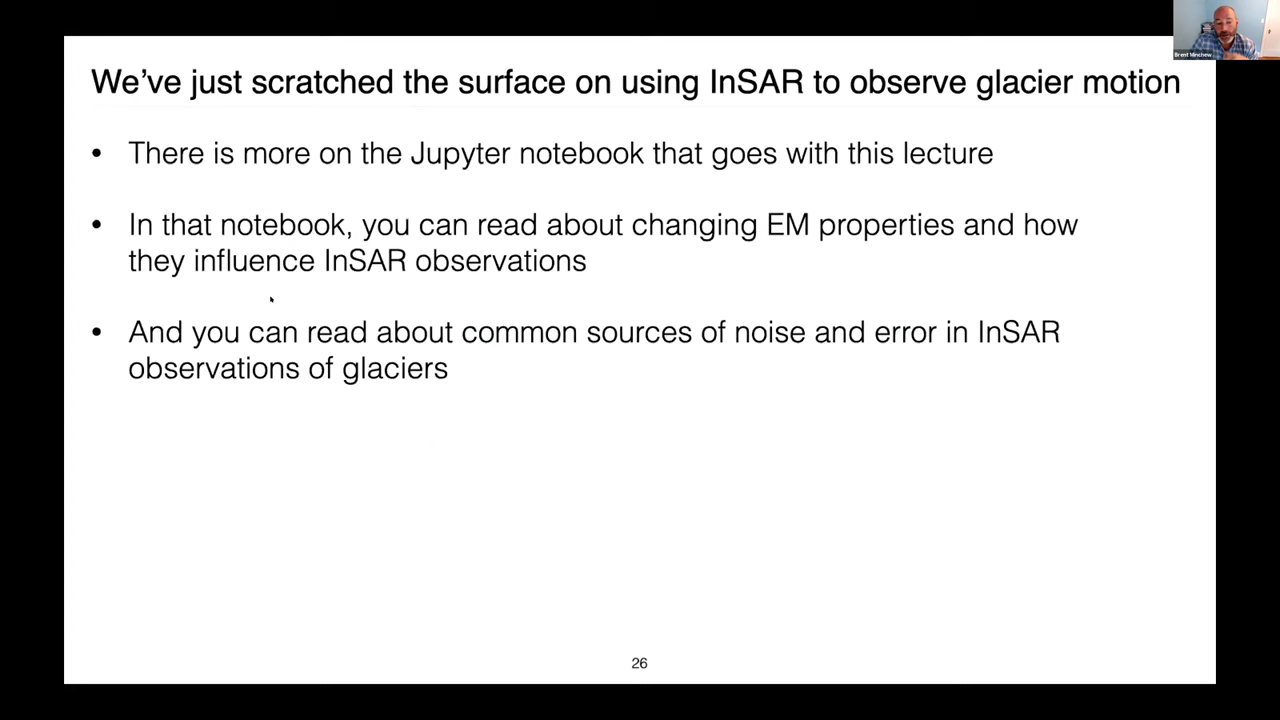 Brent Minchew
We've just scratched the surface on using InSAR to observe glacier motion
• There is more on the Jupyter notebook that goes with this lecture
• In that notebook, you can read about changing EM properties and how
they influence InSAR observations
• And you can read about common sources of noise and error in InSAR
observations of glaciers
26